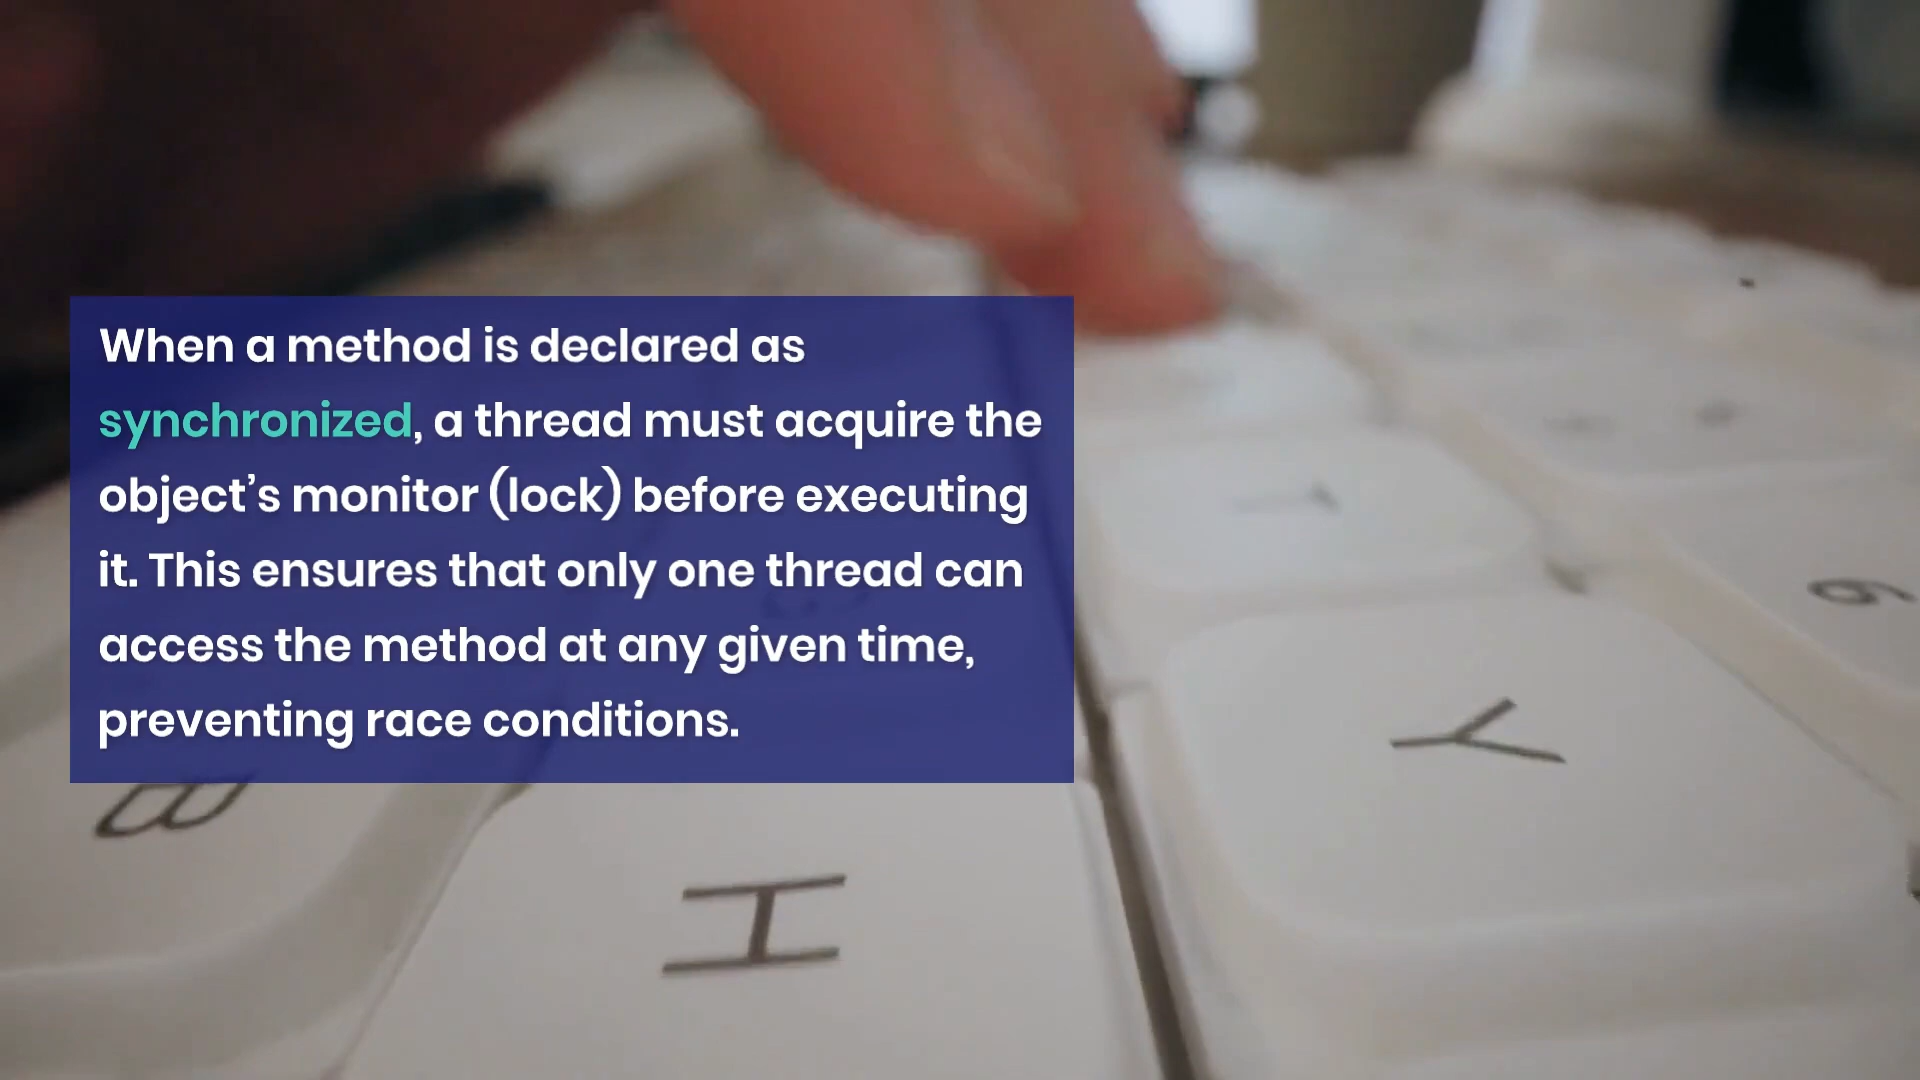 When a method is declared as
synchronized, a thread must acquire the
object’s monitor (lock) before executing
it. This ensures that only one thread can
access the method at any given time,
preventing race conditions.
B
H
Y
6